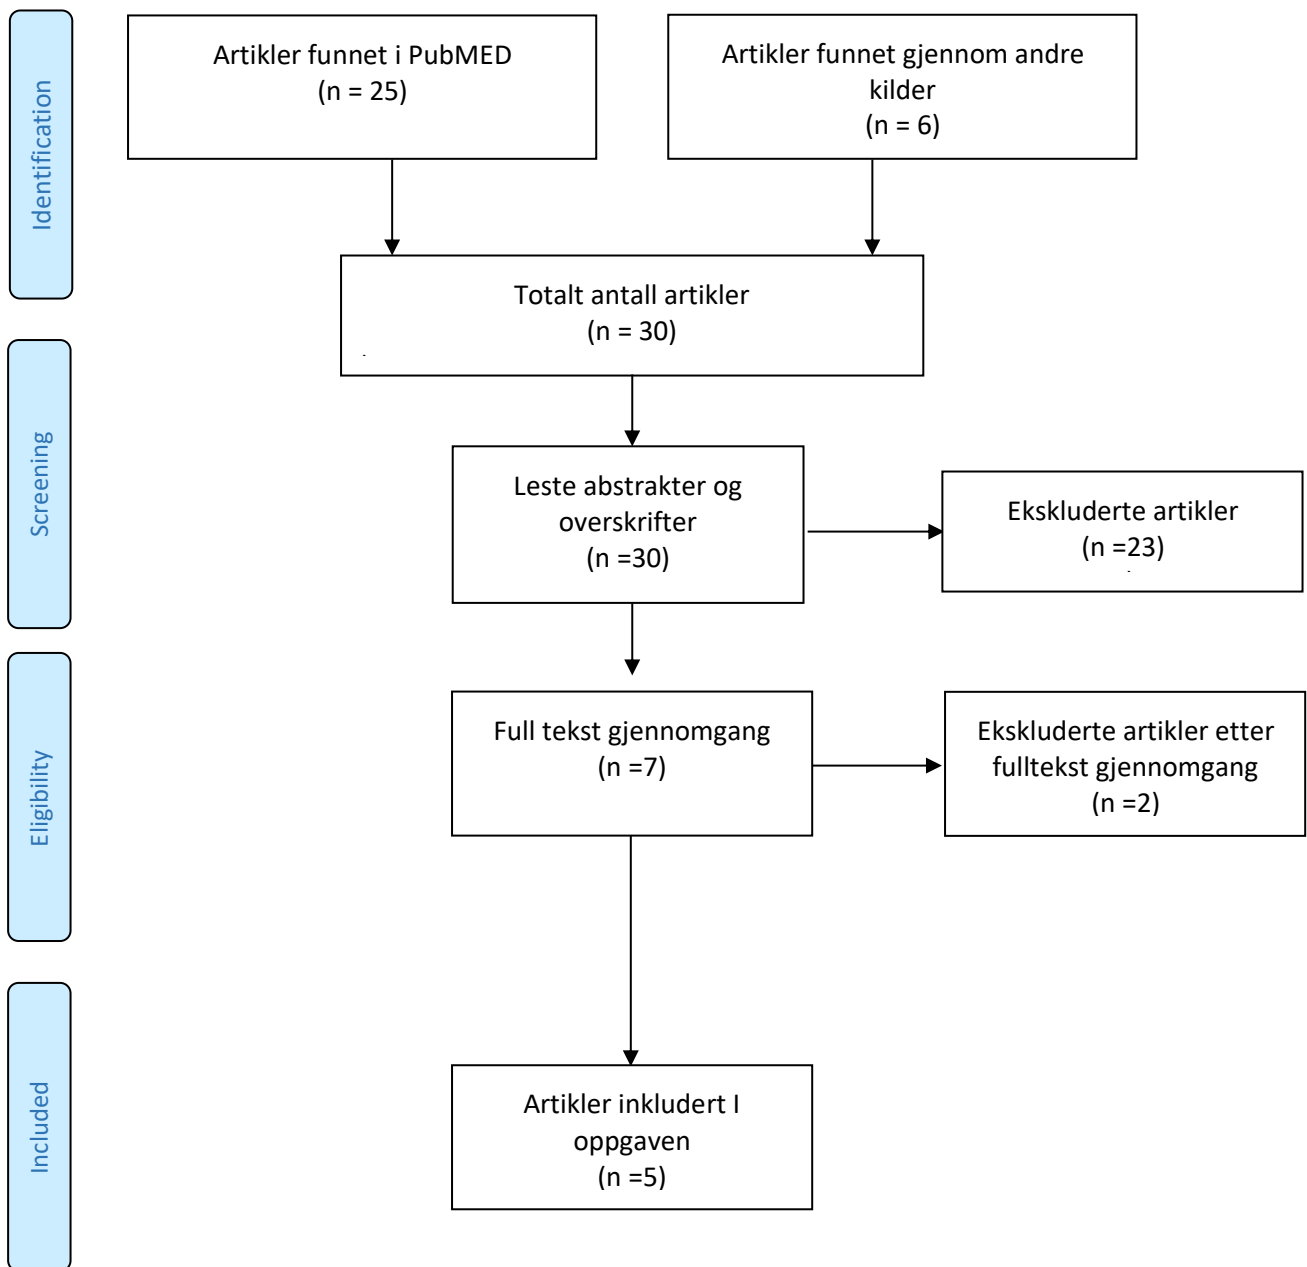 Identification
Artikler funnet i PubMED
(n = 25)
Artikler funnet gjennom andre
kilder
(n = 6)
Totalt antall artikler
(n = 30)
Screening
Leste abstrakter og
overskrifter
(n =30)
Ekskluderte artikler
(n =23)
Eligibility
Full tekst gjennomgang
(n =7)
Ekskluderte artikler etter
fulltekst gjennomgang
(n =2)
Included
Artikler inkludert I
oppgaven
(n =5)